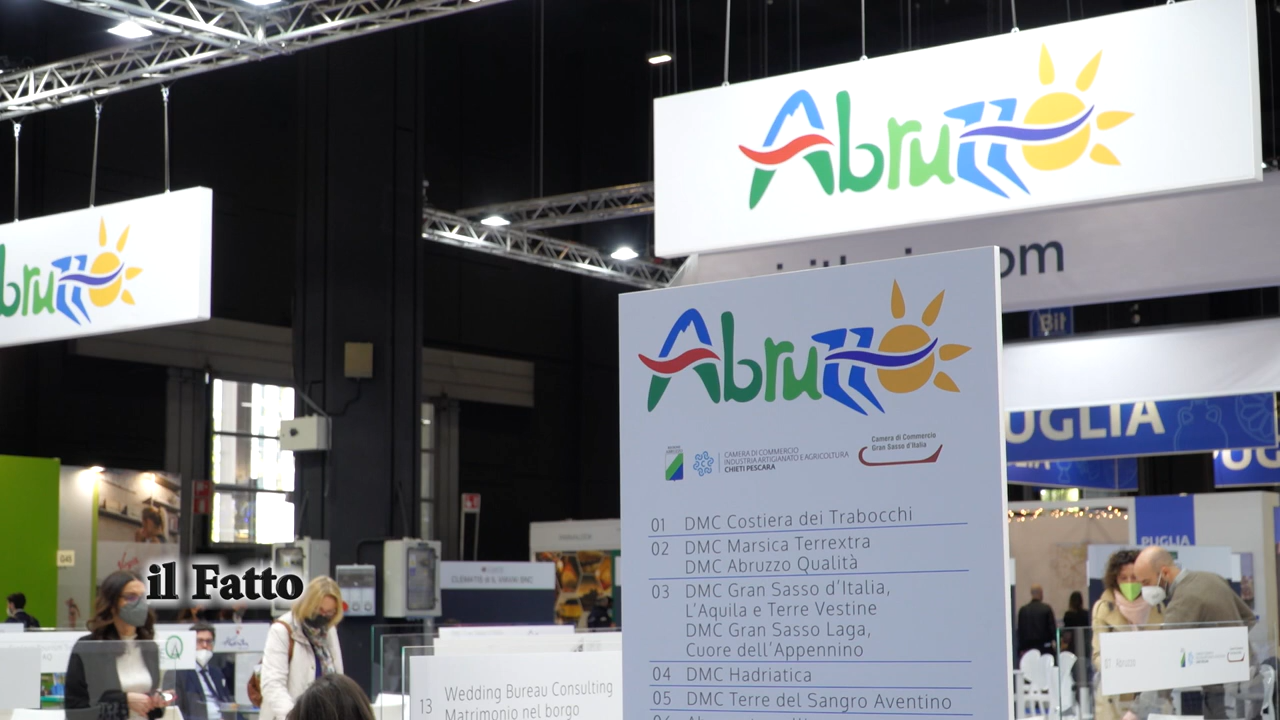 Abruzzo
Abruzzo
om
Bit
PUGLIA
Abruzzo
CAMERA DI COMMERCIO
INDUSTRIA ARTIGIANATO E AGRICOLTURA
CHIETI PESCARA
Camera di Commercio
Gran Sasso d'Italia
01 DMC Costiera dei Trabocchi
02 DMC Marsica Terrextra
DMC Abruzzo Qualità
03 DMC Gran Sasso d'Italia,
L'Aquila e Terre Vestine
DMC Gran Sasso Laga,
Cuore dell'Appennino
04 DMC Hadriatica
05 DMC Terre del Sangro Aventino
PUGLIA
il Fatto
13 Wedding Bureau Consulting
Matrimonio nel borgo